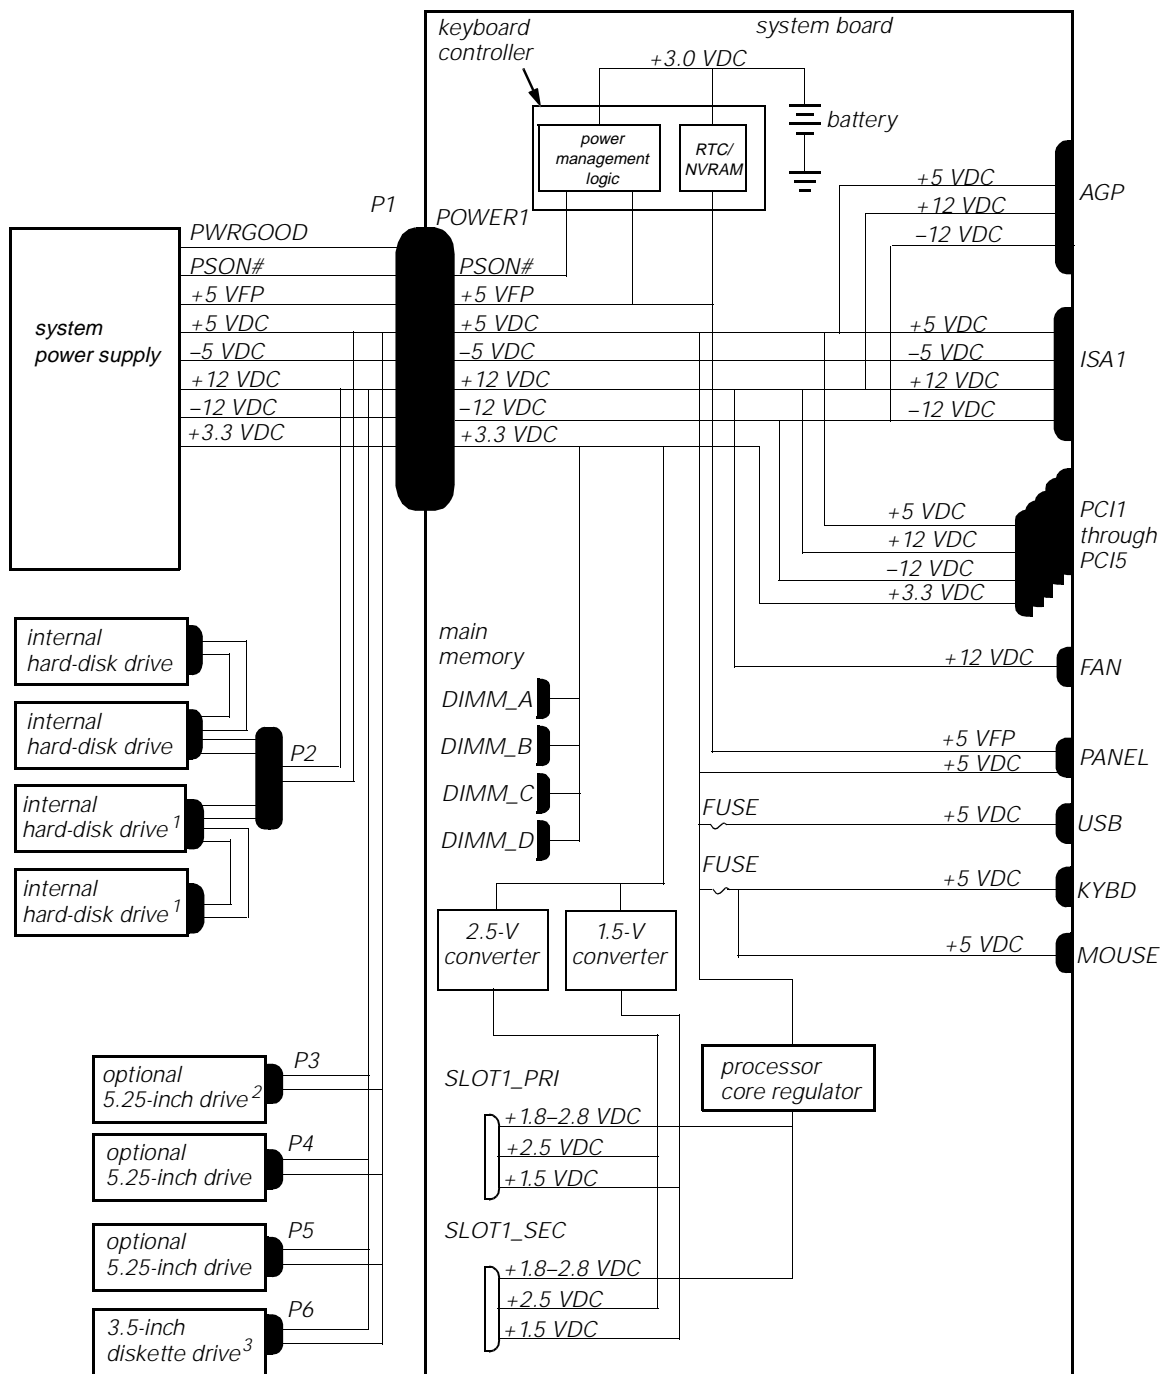 system board
keyboard
controller
+3.0 VDC
battery
power
management
logic
RTC/
NVRAM
P1
POWER1
+5 VDC
+12 VDC
–12 VDC
AGP
PWRGOOD
PSON#
+5 VFP
+5 VDC
–5 VDC
+12 VDC
–12 VDC
+3.3 VDC
system
power supply
PSON#
+5 VFP
+5 VDC
–5 VDC
+12 VDC
–12 VDC
+3.3 VDC
+5 VDC
–5 VDC
+12 VDC
–12 VDC
ISA1
+5 VDC
+12 VDC
–12 VDC
+3.3 VDC
PCI1
through
PCI5
internal
hard-disk drive
internal
hard-disk drive
internal
hard-disk drive 1
internal
hard-disk drive 1
P2
main
memory
DIMM_A
DIMM_B
DIMM_C
DIMM_D
+12 VDC
FAN
+5 VFP
+5 VDC
PANEL
FUSE
+5 VDC
USB
FUSE
+5 VDC
KYBD
+5 VDC
MOUSE
2.5-V
converter
1.5-V
converter
processor
core regulator
optional
5.25-inch drive 2
P3
optional
5.25-inch drive
P4
optional
5.25-inch drive
P5
3.5-inch
diskette drive 3
P6
SLOT1_PRI
+1.8–2.8 VDC
+2.5 VDC
+1.5 VDC
SLOT1_SEC
+1.8–2.8 VDC
+2.5 VDC
+1.5 VDC